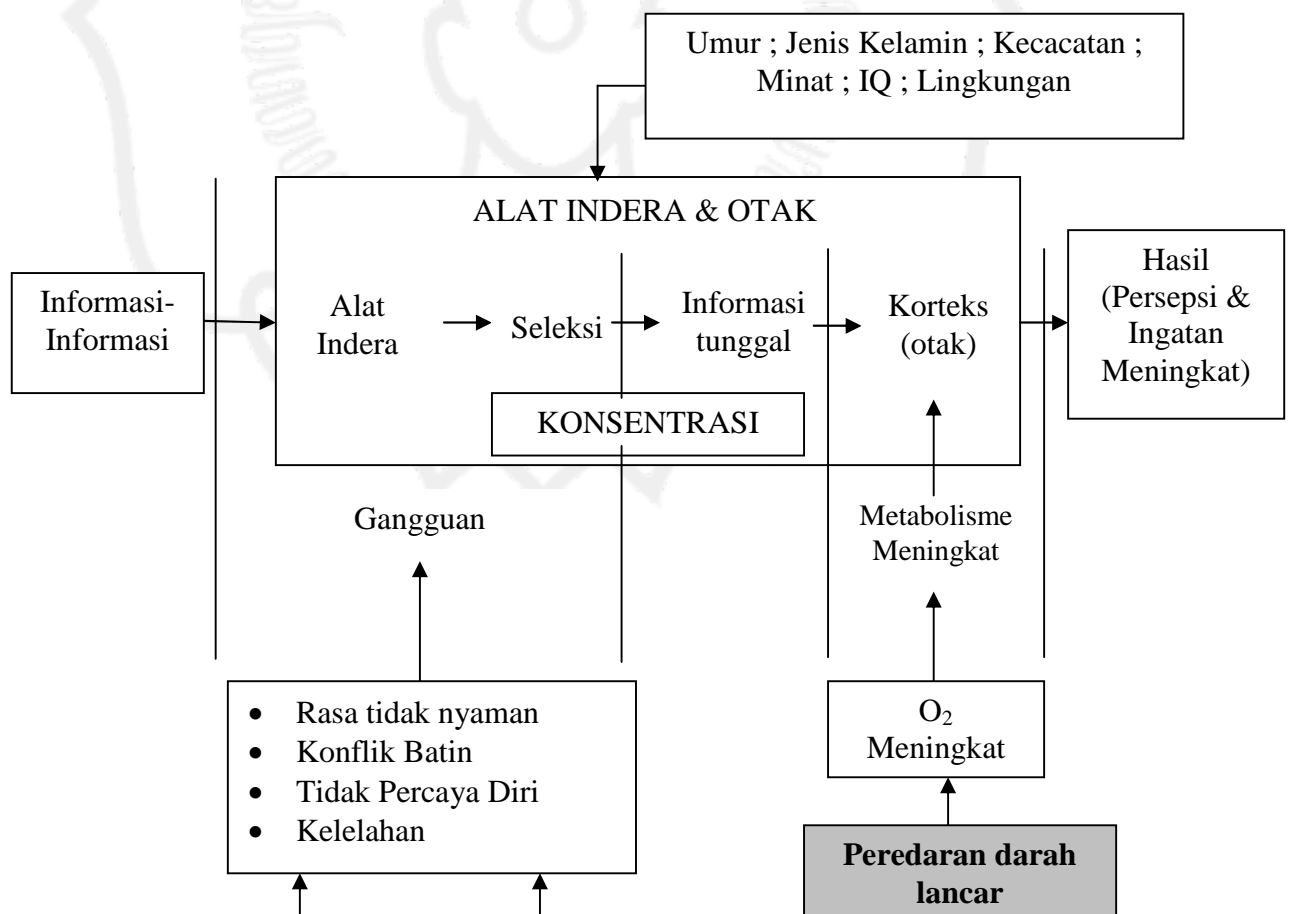 Umur ; Jenis Kelamin ; Kecacatan ;
Minat ; IQ ; Lingkungan
ALAT INDERA & OTAK
Informasi-
Informasi
Alat
Indera
Seleksi
Informasi
tunggal
Korteks
(otak)
Hasil
(Persepsi &
Ingatan
Meningkat)
KONSENTRASI
Gangguan
Metabolisme
Meningkat
• Rasa tidak nyaman
• Konflik Batin
• Tidak Percaya Diri
• Kelelahan
O₂
Meningkat
Peredaran darah
lancar